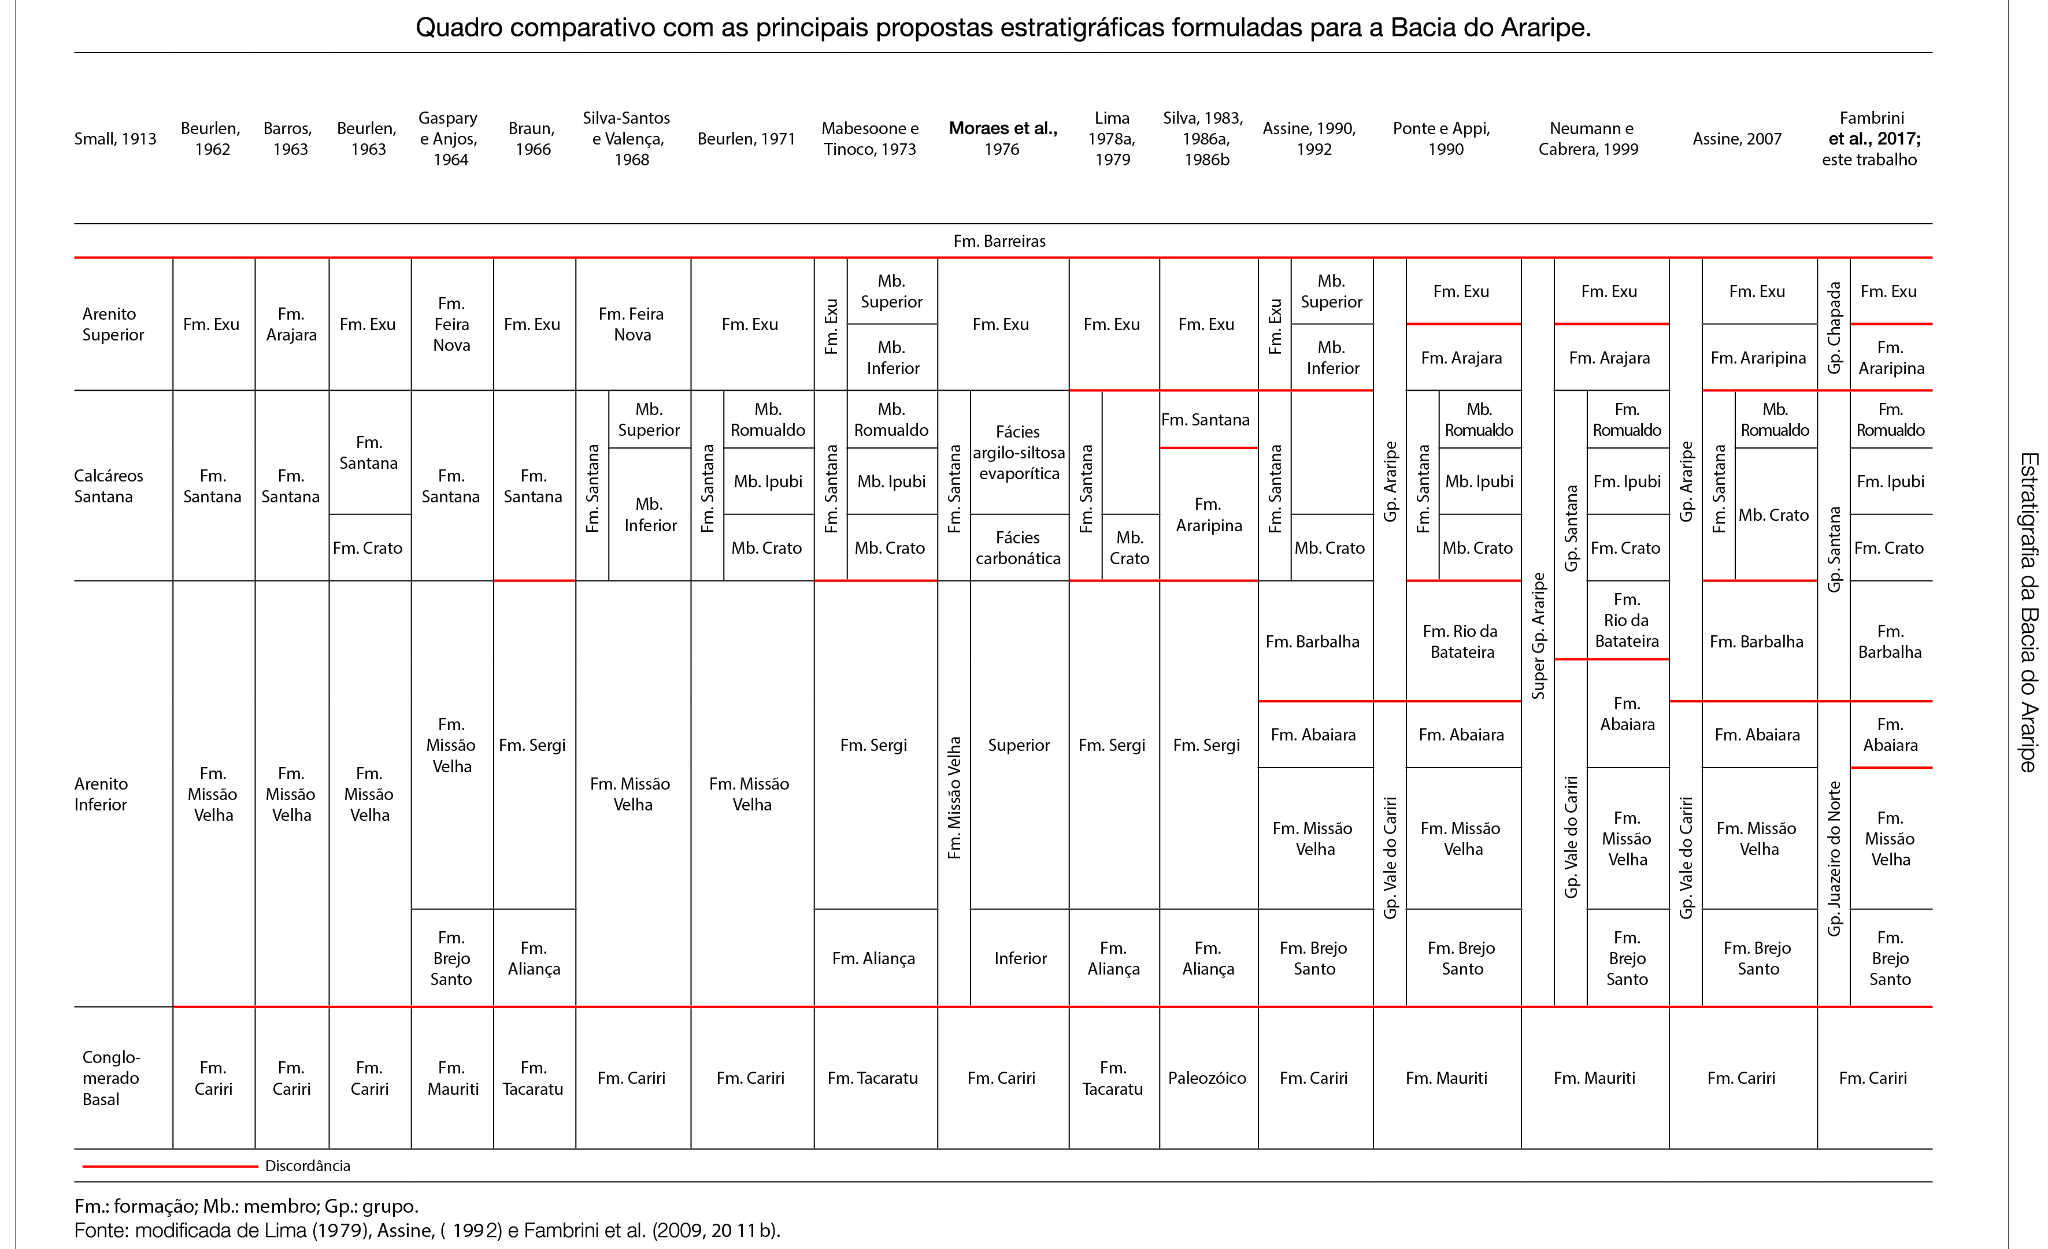 Quadro comparativo com as principais propostas estratigráficas formuladas para a Bacia do Araripe.
Small, 1913
Beurlen,
1962
Barros,
1963
Beurlen,
1963
Gaspary
e Anjos,
1964
Braun,
1966
Silva-Santos
e Valença,
1968
Beurlen, 1971
Mabesoone e
Tinoco, 1973
Moraes et al.,
1976
Lima
1978a,
1979
Silva, 1983,
1986a,
1986b
Assine, 1990,
1992
Ponte e Appi,
1990
Neumann e
Cabrera, 1999
Assine, 2007
Fambrini
et al., 2017;
este trabalho
Fm. Barreiras
Arenito
Superior
Fm. Exu
Fm.
Arajara
Fm. Exu
Fm.
Feira
Nova
Fm. Exu
Fm. Feira
Nova
Fm. Exu
Fm. Exu
Mb.
Superior
Mb.
Inferior
Fm. Exu
Fm. Exu
Fm. Exu
Fm. Exu
Mb.
Superior
Mb.
Inferior
Gp. Araripe
Fm. Exu
Fm. Arajara
Super Gp. Araripe
Fm. Exu
Fm. Arajara
Gp. Araripe
Fm. Exu
Fm. Araripina
Gp. Chapada
Fm. Exu
Fm.
Araripina
Calcáreos
Santana
Fm.
Santana
Fm.
Santana
Fm.
Santana
Fm. Crato
Fm.
Santana
Fm.
Santana
Fm. Santana
Mb.
Superior
Mb.
Inferior
Fm. Santana
Mb.
Romualdo
Mb. Ipubi
Mb. Crato
Fm. Santana
Mb.
Romualdo
Mb. Ipubi
Mb. Crato
Fm. Santana
Fácies
argilo-siltosa
evaporítica
Fácies
carbonática
Fm. Santana
Mb.
Crato
Fm. Santana
Fm.
Araripina
Fm. Santana
Mb. Crato
Fm. Santana
Mb.
Romualdo
Mb. Ipubi
Mb. Crato
Gp. Santana
Fm.
Romualdo
Fm. Ipubi
Fm. Crato
Fm.
Rio da
Batateira
Fm. Santana
Mb.
Romualdo
Mb. Crato
Gp. Santana
Fm.
Romualdo
Fm. Ipubi
Fm. Crato
Fm.
Barbalha
Arenito
Inferior
Fm.
Missão
Velha
Fm.
Missão
Velha
Fm.
Missão
Velha
Fm.
Missão
Velha
Fm.
Brejo
Santo
Fm. Sergi
Fm.
Aliança
Fm. Missão
Velha
Fm. Missão
Velha
Fm. Sergi
Fm. Aliança
Fm. Missão Velha
Superior
Inferior
Fm. Sergi
Fm.
Aliança
Fm. Sergi
Fm.
Aliança
Fm. Barbalha
Fm. Abaiara
Fm. Missão
Velha
Fm. Brejo
Santo
Fm. Rio da
Batateira
Gp. Vale do Cariri
Fm. Abaiara
Fm. Missão
Velha
Fm. Brejo
Santo
Gp. Vale do Cariri
Fm.
Abaiara
Fm.
Missão
Velha
Fm.
Brejo
Santo
Fm. Barbalha
Gp. Vale do Cariri
Fm. Abaiara
Fm. Missão
Velha
Fm. Brejo
Santo
Gp. Juazeiro do Norte
Fm.
Abaiara
Fm.
Missão
Velha
Fm.
Brejo
Santo
Conglo-
merado
Basal
Fm.
Cariri
Fm.
Cariri
Fm.
Cariri
Fm.
Mauriti
Fm.
Tacaratu
Fm. Cariri
Fm. Cariri
Fm. Tacaratu
Fm. Cariri
Fm.
Tacaratu
Paleozóico
Fm. Cariri
Fm. Mauriti
Fm. Mauriti
Fm. Cariri
Fm. Cariri
Discordância
Fm.: formação; Mb.: membro; Gp.: grupo.
Fonte: modificada de Lima (1979), Assine, ( 1992) e Fambrini et al. (2009, 20 11 b).
Estratigrafia da Bacia do Araripe